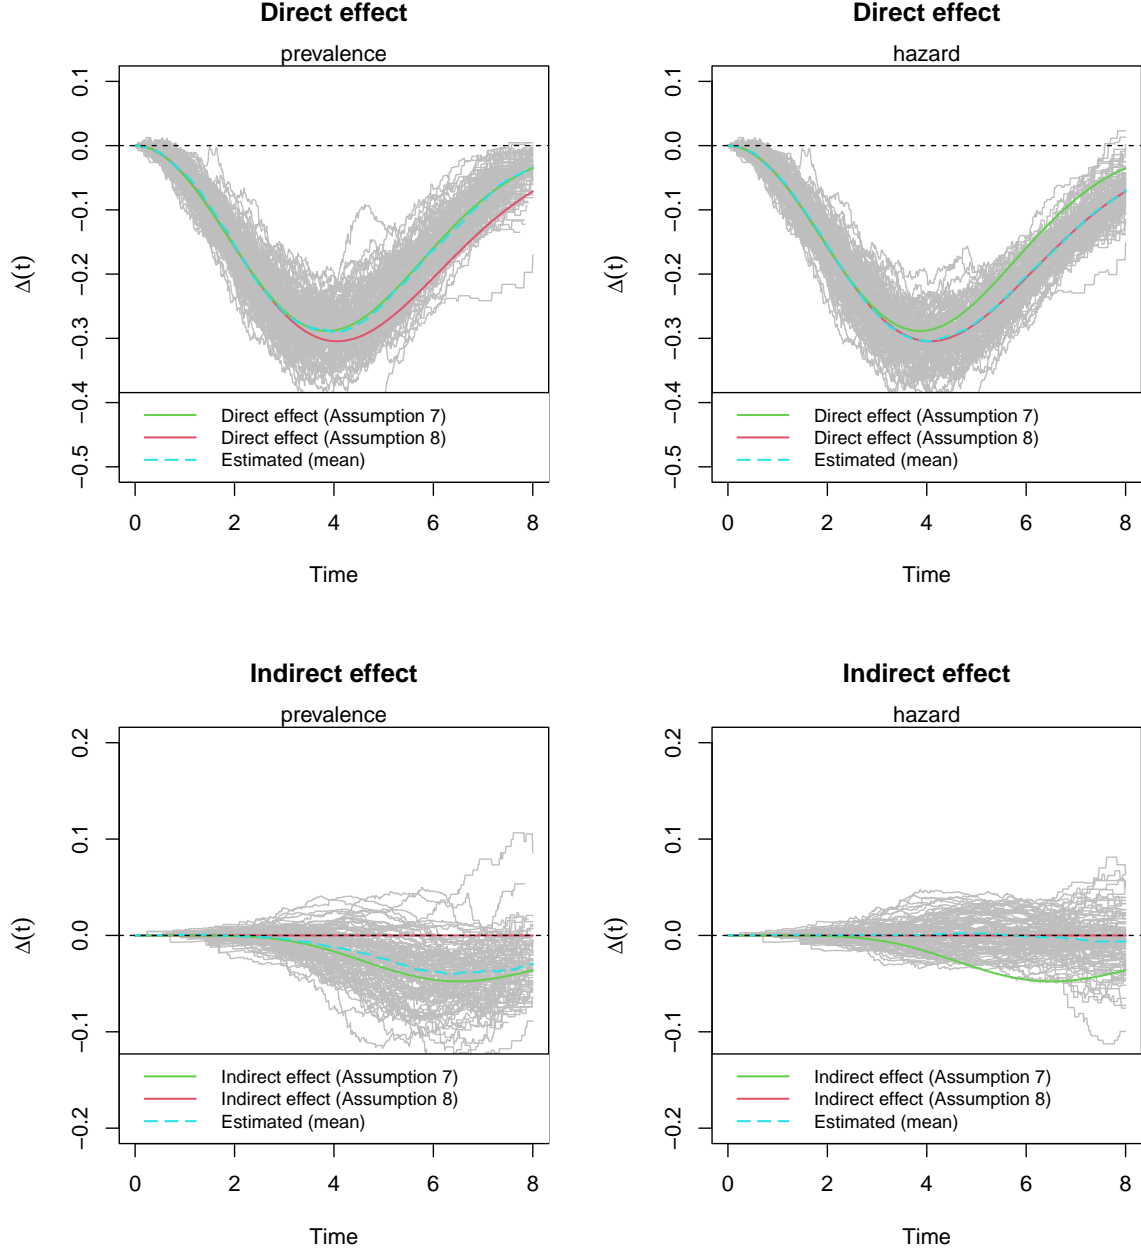 Direct effect
prevalence
Δ(t)
0.1
0.0
−0.1
−0.2
−0.3
−0.4
−0.5
Direct effect (Assumption 7)
Direct effect (Assumption 8)
Estimated (mean)
0 2 4 6 8
Time
Direct effect
hazard
Δ(t)
0.1
0.0
−0.1
−0.2
−0.3
−0.4
−0.5
Direct effect (Assumption 7)
Direct effect (Assumption 8)
Estimated (mean)
0 2 4 6 8
Time
Indirect effect
prevalence
Δ(t)
0.2
0.1
0.0
−0.1
−0.2
Indirect effect (Assumption 7)
Indirect effect (Assumption 8)
Estimated (mean)
0 2 4 6 8
Time
Indirect effect
hazard
Δ(t)
0.2
0.1
0.0
−0.1
−0.2
Indirect effect (Assumption 7)
Indirect effect (Assumption 8)
Estimated (mean)
0 2 4 6 8
Time